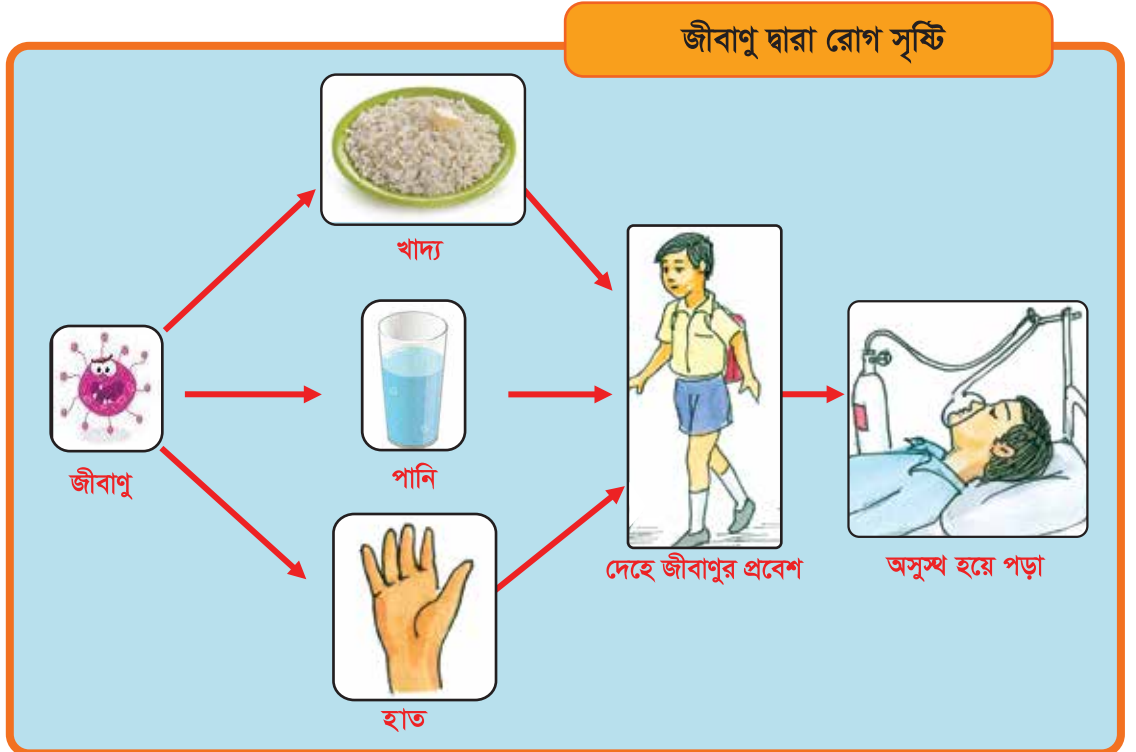 জীবাণু দ্বারা রোগ সৃষ্টি
খাদ্য
জীবাণু
পানি
হাত
দেহে জীবাণুর প্রবেশ
অসুস্থ হয়ে পড়া